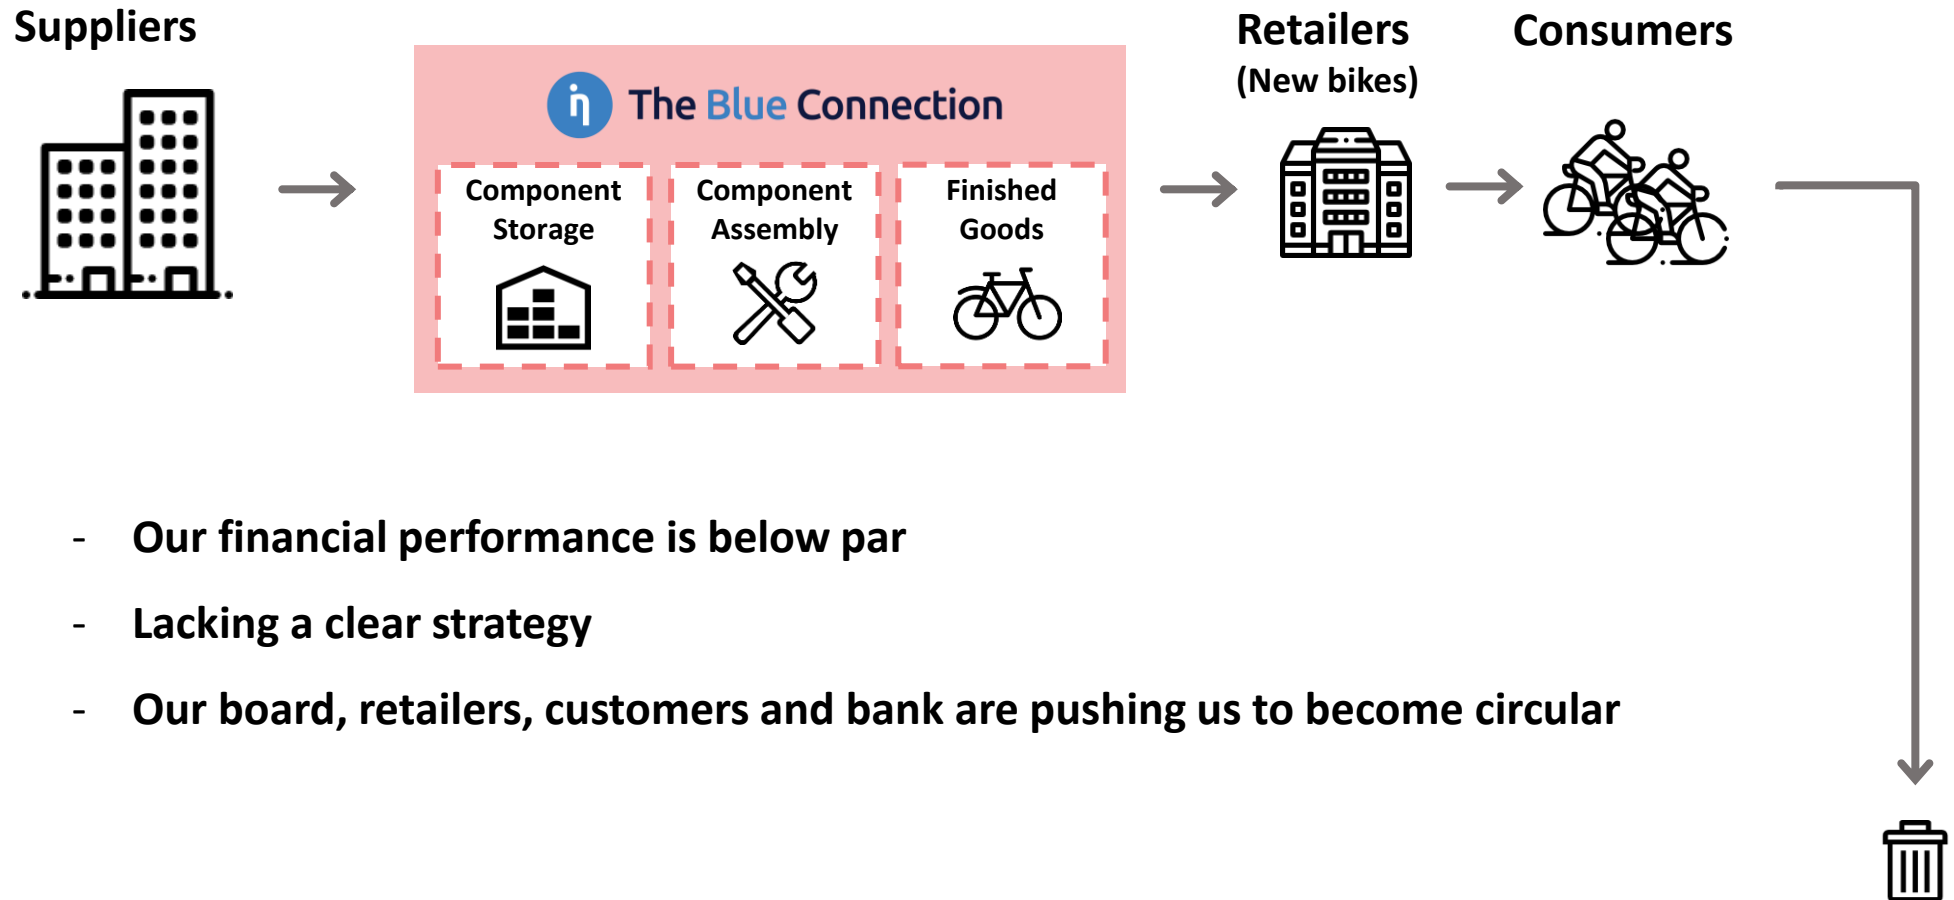 Suppliers
The Blue Connection
Component
Storage
Component
Assembly
Finished
Goods
Retailers
(New bikes)
Consumers
- Our financial performance is below par
- Lacking a clear strategy
- Our board, retailers, customers and bank are pushing us to become circular